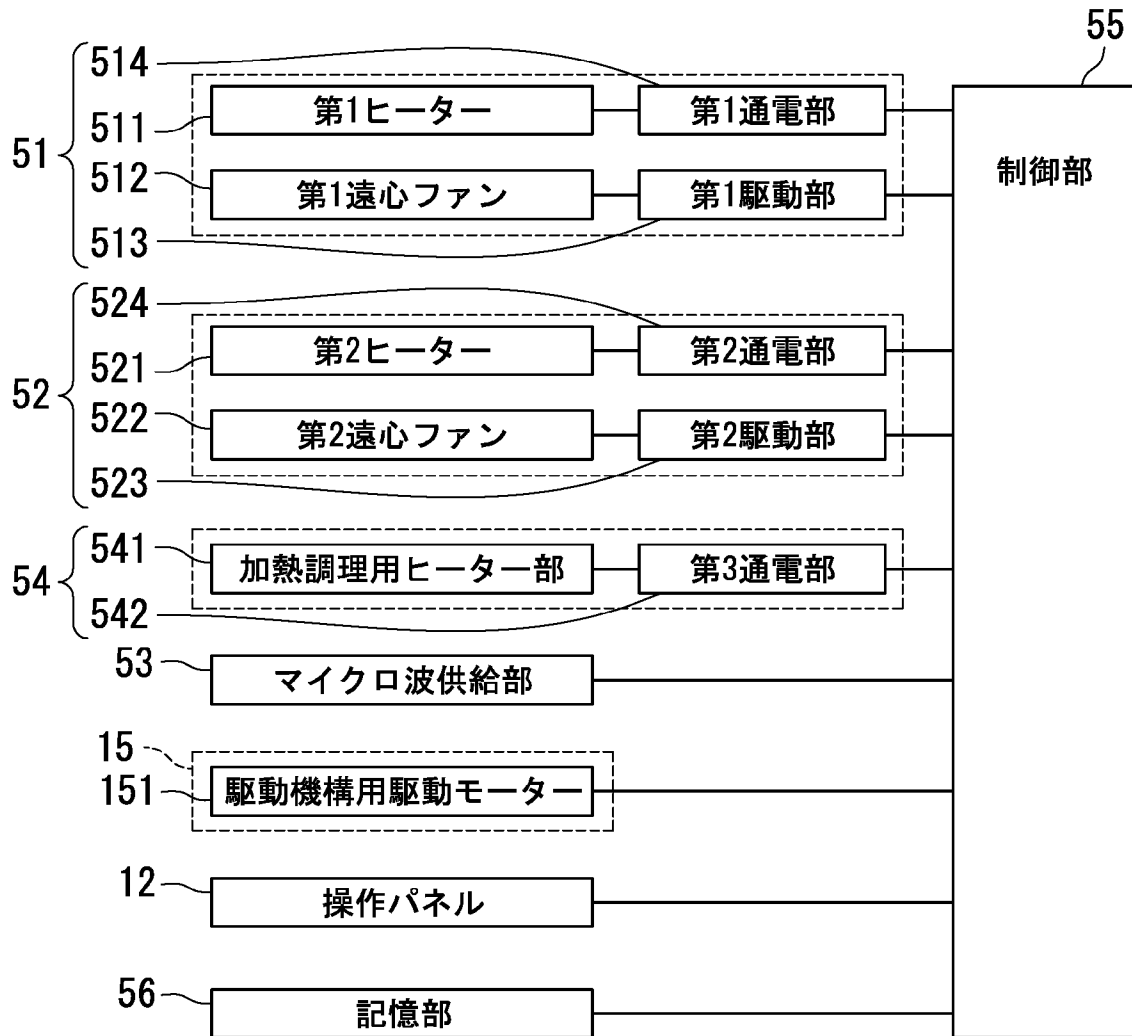 55
514
511
第1ヒーター
第1通電部
制御部
51
512
第1遠心ファン
第1駆動部
513
524
521
第2ヒーター
第2通電部
52
522
第2遠心ファン
第2駆動部
523
541
加熱調理用ヒーター部
第3通電部
54
542
53
マイクロ波供給部
15
151
駆動機構用駆動モーター
12
操作パネル
56
記憶部